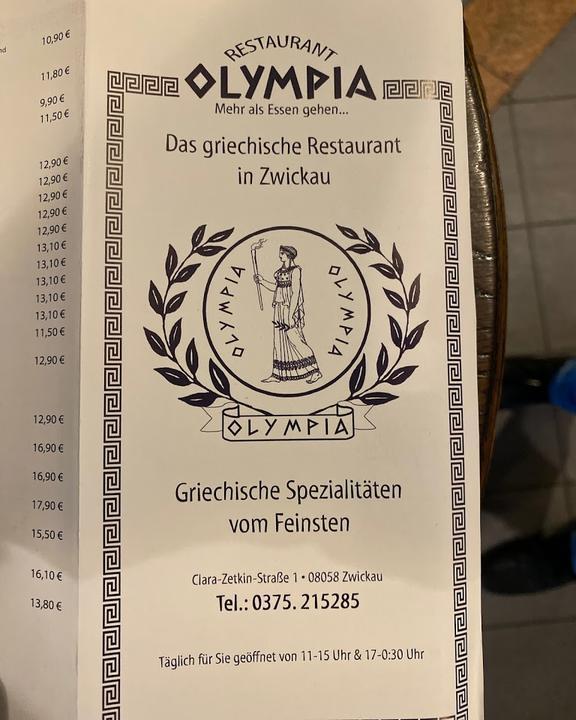 nd
10,90 €
11,80 €
9,90 €
11,50 €
12,90 €
12,90 €
12,90 €
12,90 €
12,90 €
13,10 €
13,10 €
13,10 €
13,10 €
13,10 €
11,50 €
12,90 €
12,90 €
16,90 €
16,90 €
17,90 €
15,50 €
16,10 €
13,80 €
RESTAURANT
OLYMPIA
Mehr als Essen gehen...
Das griechische Restaurant
in Zwickau
OLYMPIA
OLYMPIA
OLYMPIA
Griechische Spezialitäten
vom Feinsten
Clara-Zetkin-Straße 1 • 08058 Zwickau
Tel.: 0375. 215285
Täglich für Sie geöffnet von 11-15 Uhr & 17-0:30 Uhr